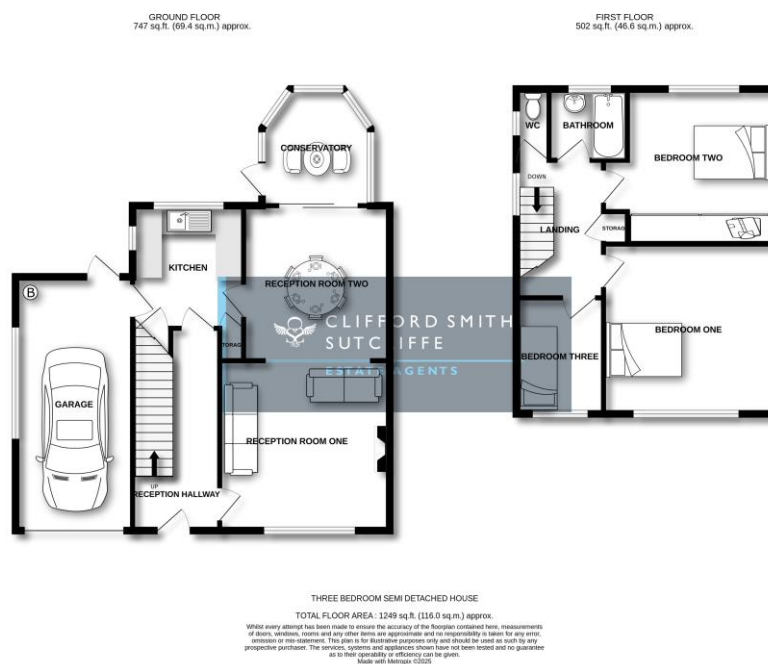 GROUND FLOOR
747 sq.ft. (69.4 sq.m.) approx.
FIRST FLOOR
502 sq.ft. (46.6 sq.m.) approx.
CONSERVATORY
KITCHEN
RECEPTION ROOM TWO
B
STORAG
GARAGE
RECEPTION ROOM ONE
UP
RECEPTION HALLWAY
WC
BATHROOM
BEDROOM TWO
DOWN
LANDING
STORAG
BEDROOM ONE
BEDROOM THREE
CLIFFORD SMITH
SUTCLIFFE
ESTATE AGENTS
THREE BEDROOM SEMI DETACHED HOUSE
TOTAL FLOOR AREA : 1249 sq.ft. (116.0 sq.m.) approx.
Whilst every attempt has been made to ensure the accuracy of the floorplan contained here, measurements
of doors, windows, rooms and any other items are approximate and no responsibility is taken for any error,
omission or mis-statement. This plan is for illustrative purposes only and should be used as such by any
prospective purchaser. The services, systems and appliances shown have not been tested and no guarantee
as to their operability or efficiency can be given.
Made with Metropix ©2025